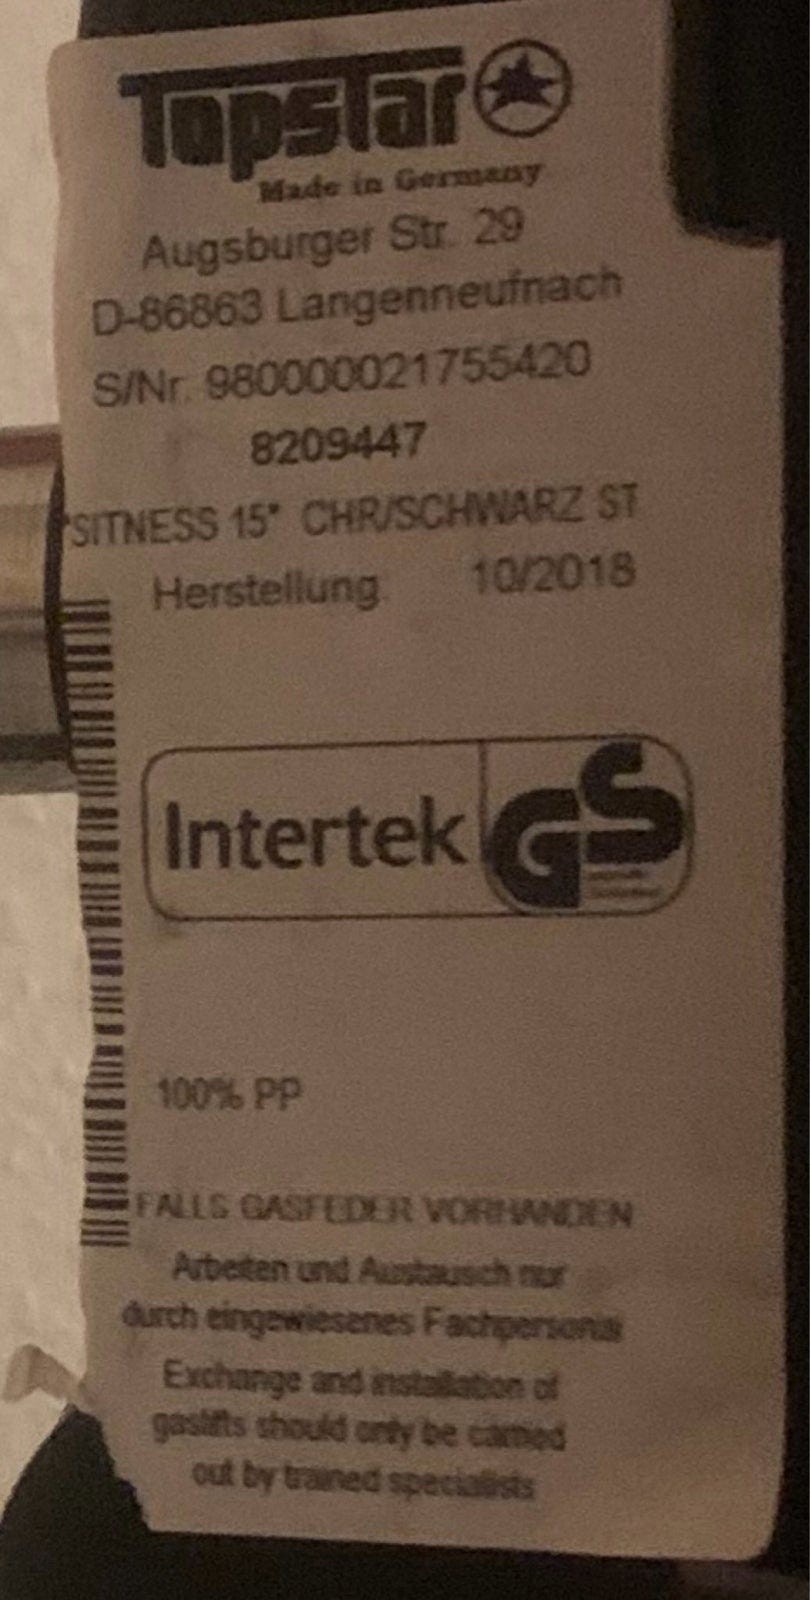 Topstar
Made in Germany
Augsburger Str. 29
D-86863 Langenneufnach
S/Nr. 980000021755420
8209447
"SITNESS 15" CHR/SCHWARZ ST
Herstellung 10/2018
Intertek GS
100% PP
FALLS GASFEDER VORHANDEN
Arbeiten und Austausch nur
durch eingewiesenes Fachpersonal
Exchange and installation of
gaslifts should only be carried
out by trained specialists